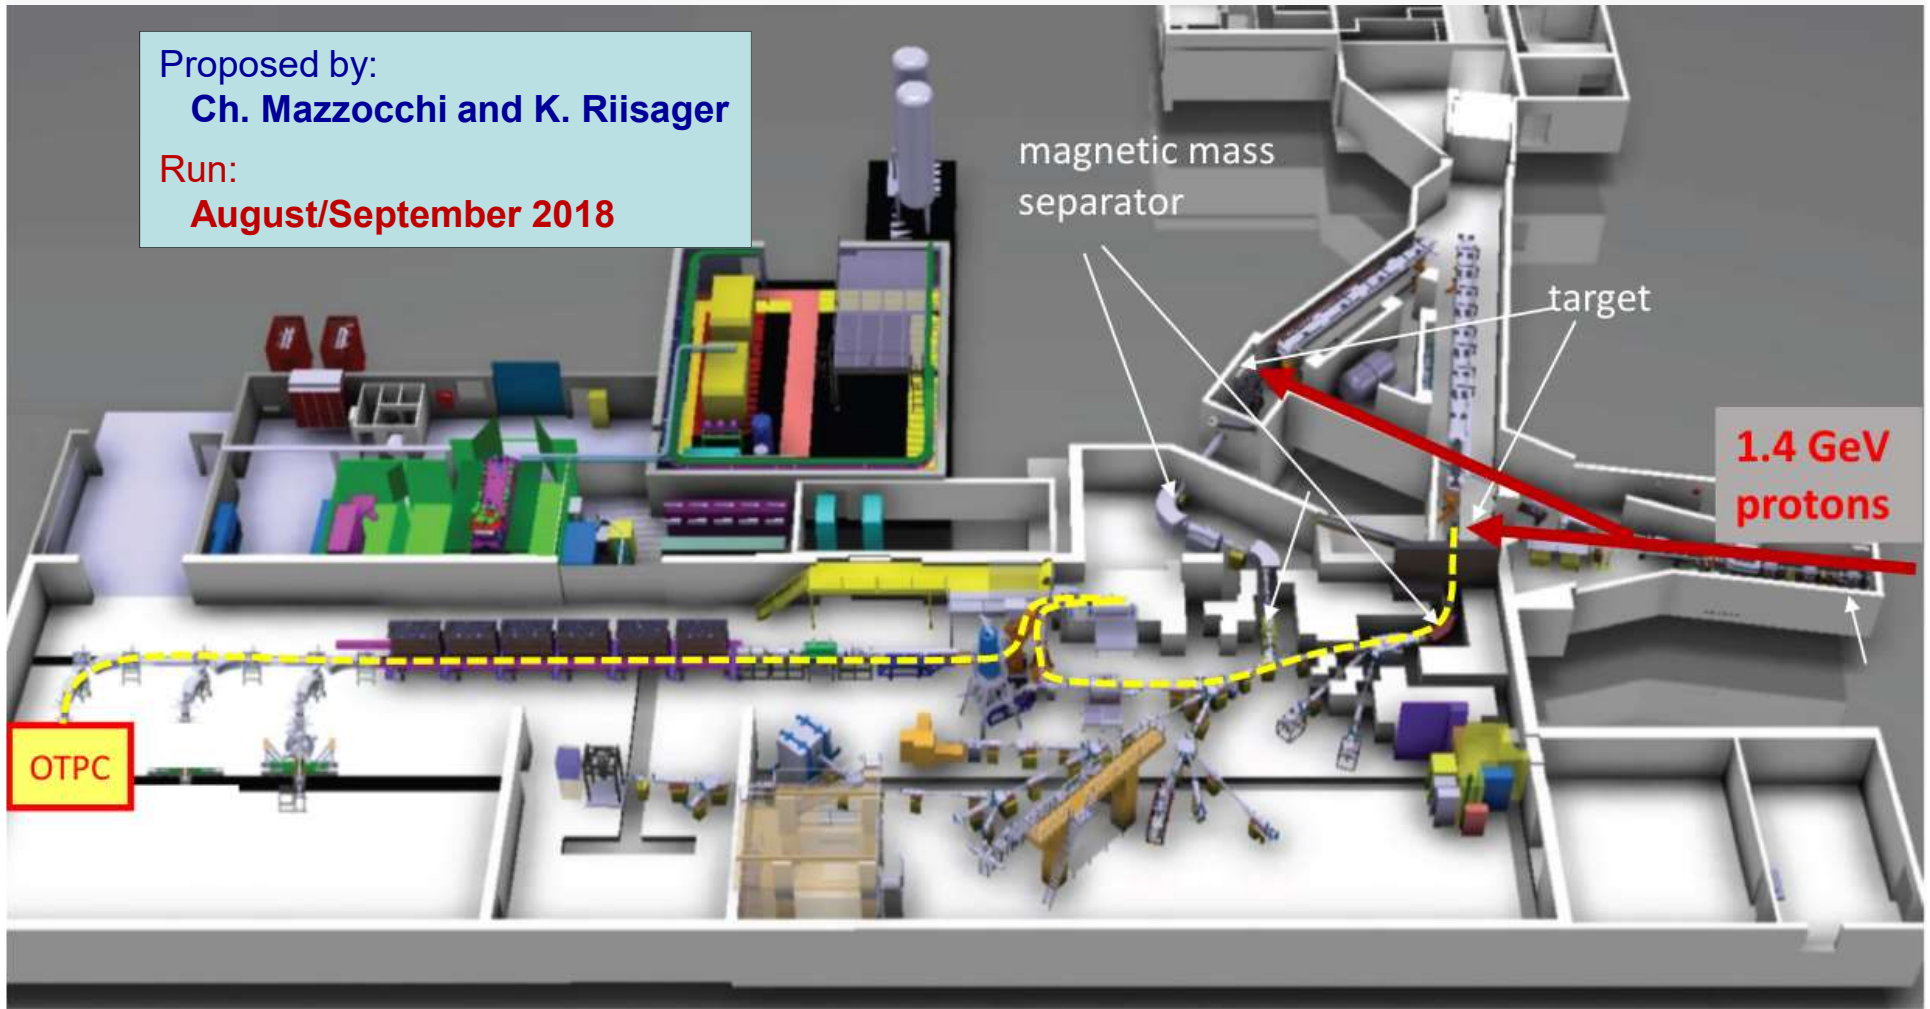 Proposed by:
Ch. Mazzocchi and K. Riisager
Run:
August/September 2018
magnetic mass
separator
target
1.4 GeV
protons
OTPC